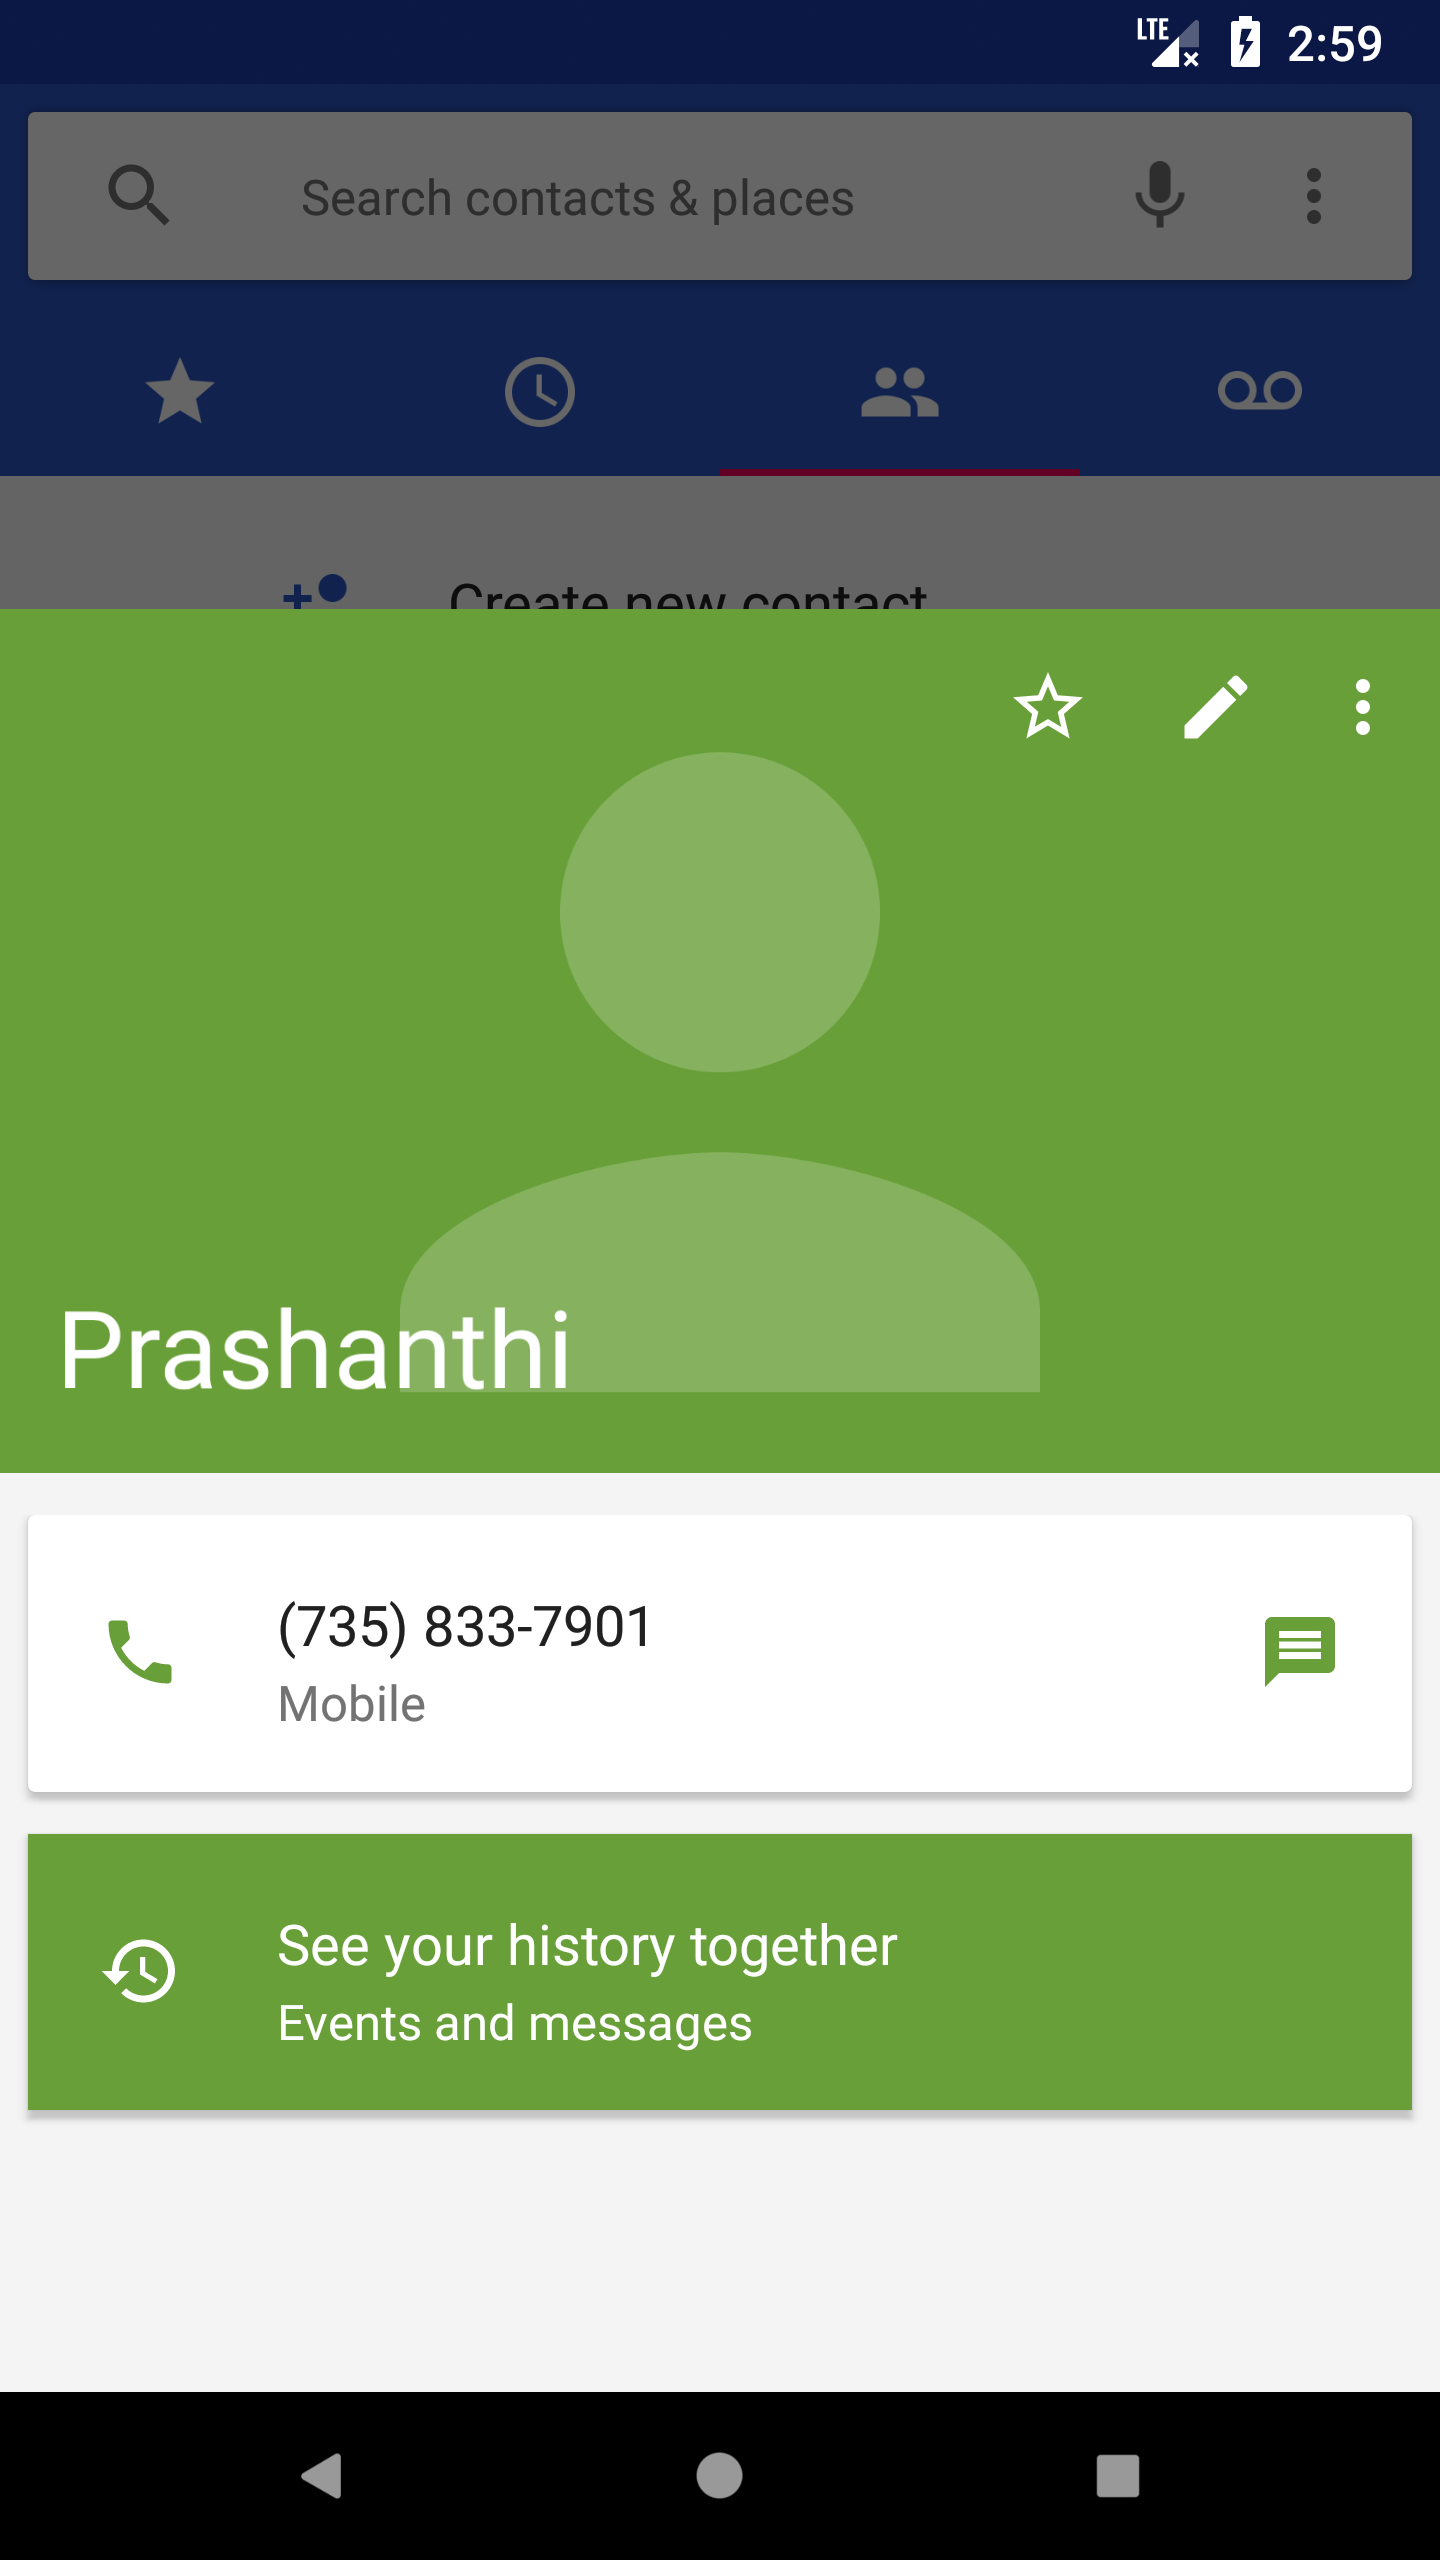 LTE 2:59
Search contacts & places
Create new contact
Prashanthi
(735) 833-7901
Mobile
See your history together
Events and messages